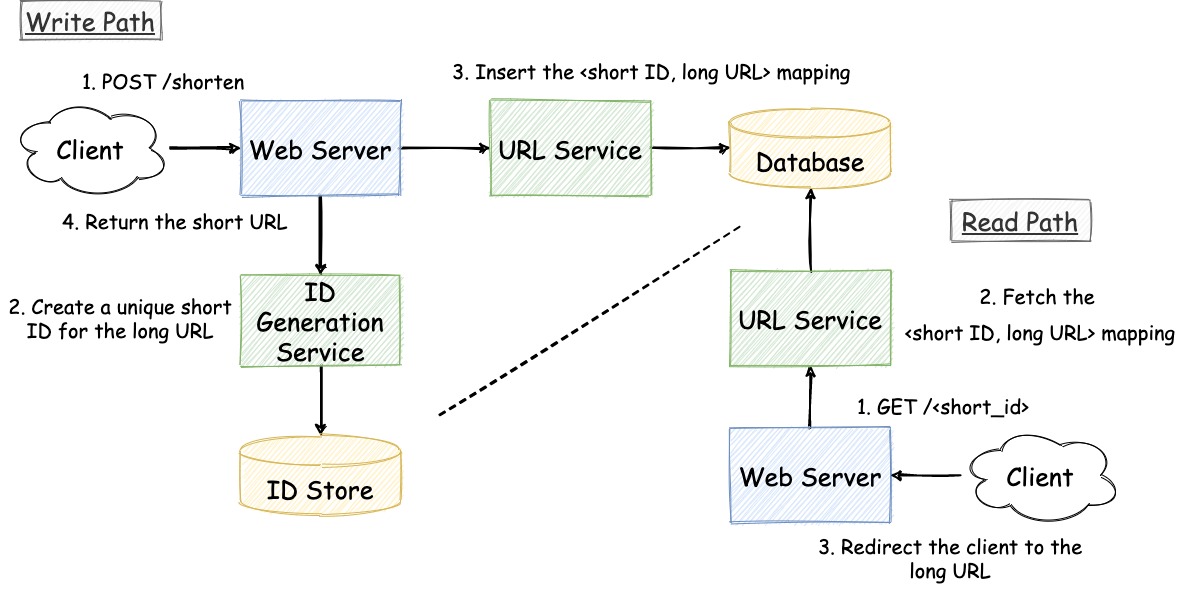 Write Path
1. POST /shorten
3. Insert the <short ID, long URL> mapping
Client
Web Server
URL Service
Database
4. Return the short URL
Read Path
2. Create a unique short
ID for the long URL
ID
Generation
Service
URL Service
2. Fetch the
<short ID, long URL> mapping
1. GET /<short_id>
ID Store
Web Server
Client
3. Redirect the client to the
long URL